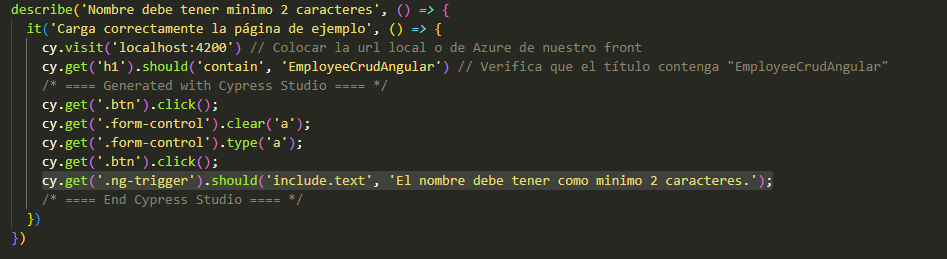 describe('Nombre debe tener minimo 2 caracteres', () => {
it('Carga correctamente la página de ejemplo', () => {
cy.visit('localhost:4200') // Colocar la url local o de Azure de nuestro front
cy.get('h1').should('contain', 'EmployeeCrudAngular') // Verifica que el título contenga "EmployeeCrudAngular"
/* ==== Generated with Cypress Studio ==== */
cy.get('.btn').click();
cy.get('.form-control').clear('a');
cy.get('.form-control').type('a');
cy.get('.btn').click();
cy.get('.ng-trigger').should('include.text', 'El nombre debe tener como minimo 2 caracteres.');
/* ==== End Cypress Studio ==== */
})
})